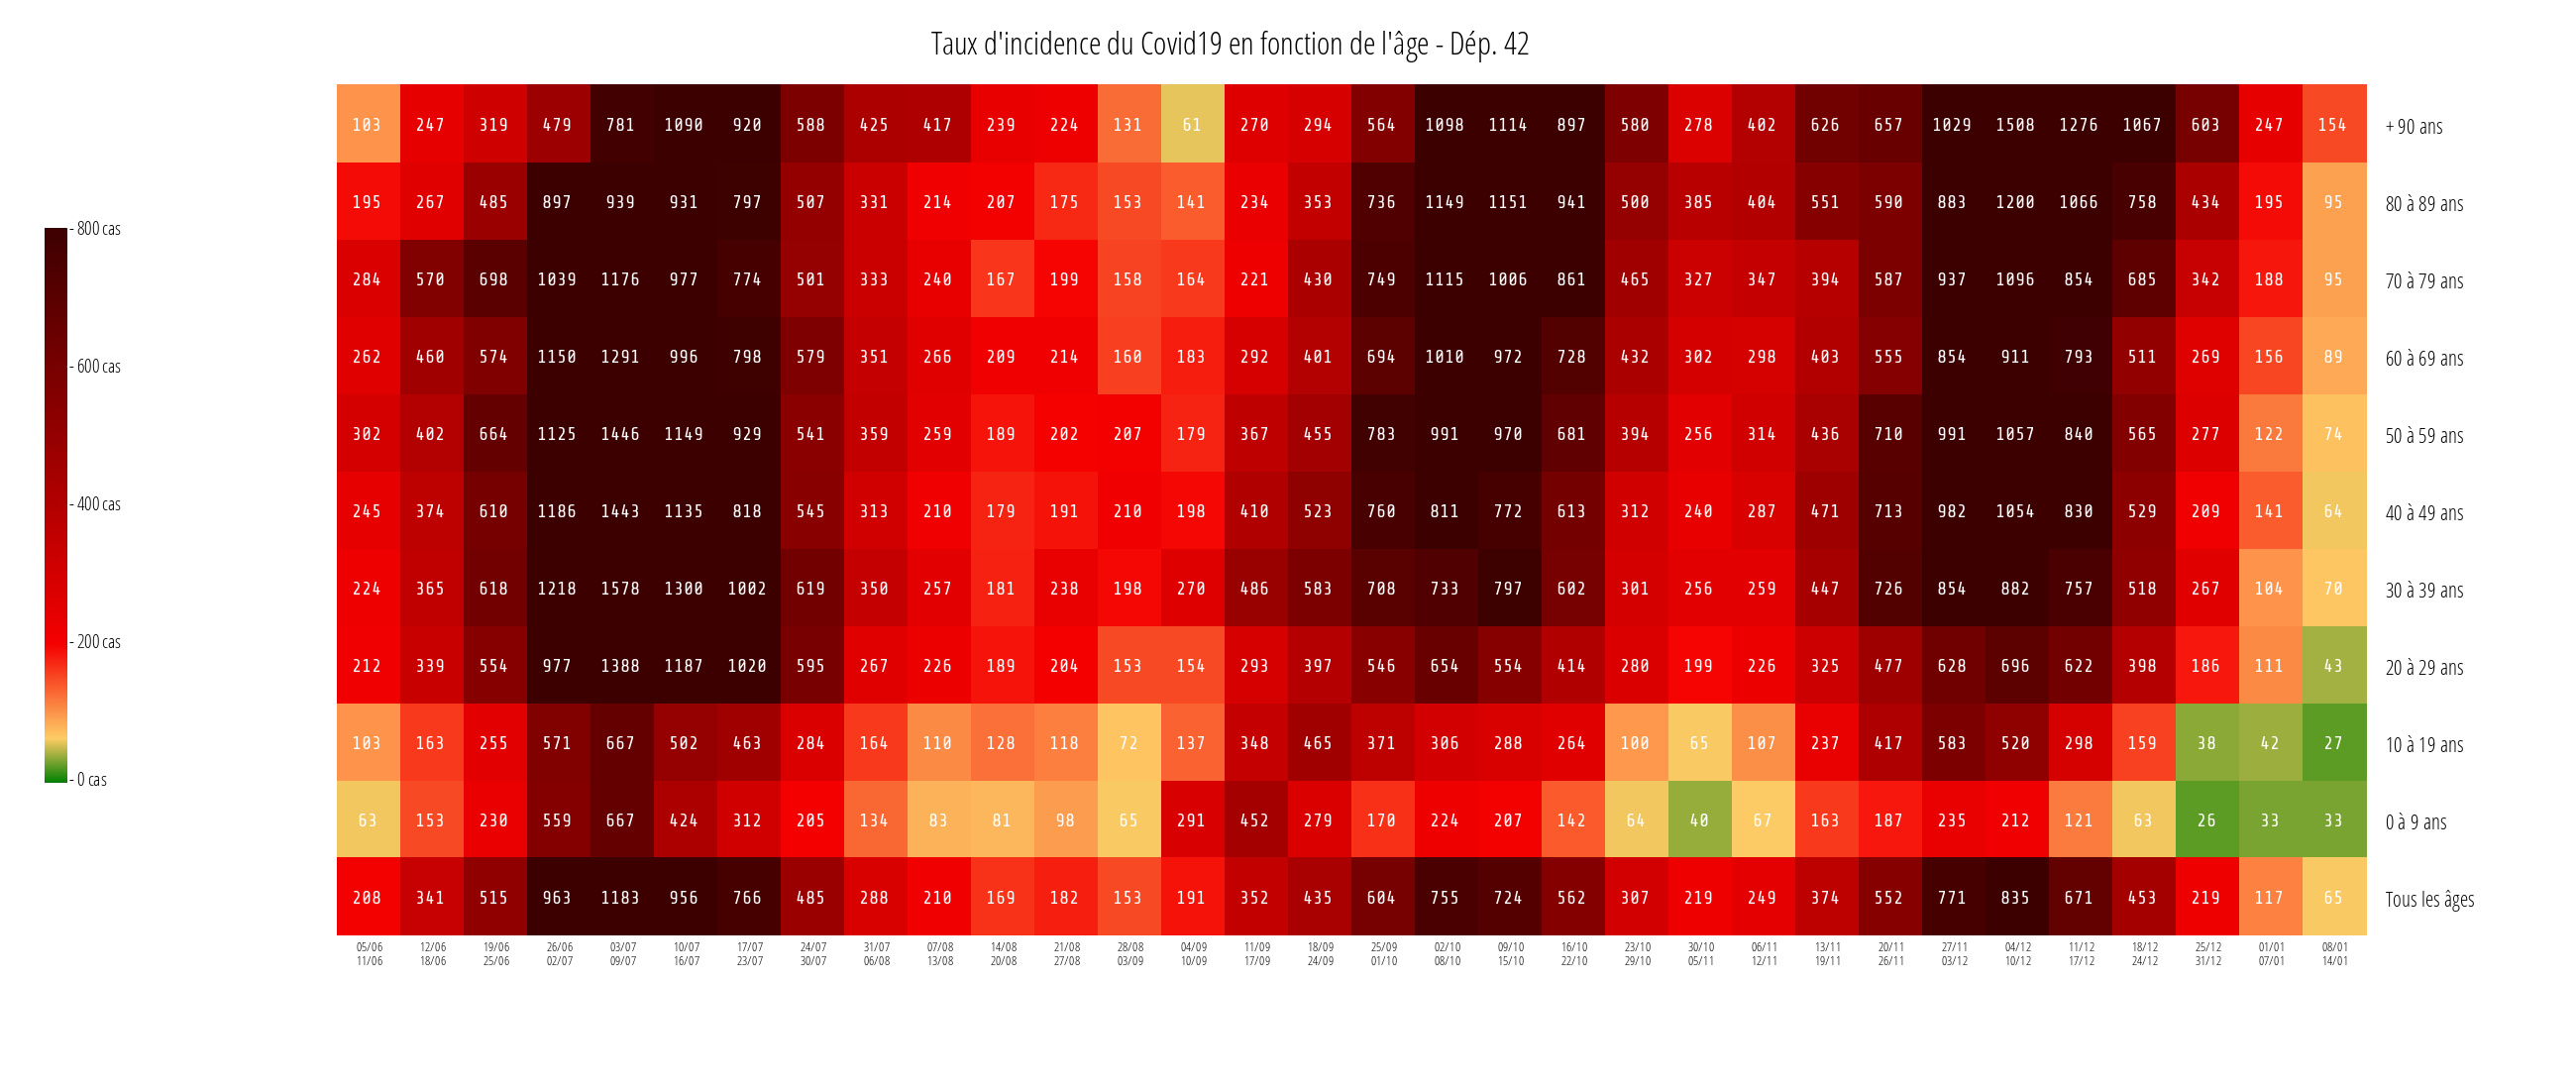 Taux d'incidence du Covid19 en fonction de l'âge - Dép. 42
103 247 319 479 781 1090 920 588 425 417 239 224 131 61 270 294 564 1098 1114 897 580 278 402 626 657 1029 1508 1276 1067 603 247 154 + 90 ans
195 267 485 897 939 931 797 507 331 214 207 175 153 141 234 353 736 1149 1151 941 500 385 404 551 590 883 1200 1066 758 434 195 95 80 à 89 ans
- 800 cas
284 570 698 1039 1176 977 774 501 333 240 167 199 158 164 221 430 749 1115 1006 861 465 327 347 394 587 937 1096 854 685 342 188 95 70 à 79 ans
262 460 574 1150 1291 996 798 579 351 266 209 214 160 183 292 401 694 1010 972 728 432 302 298 403 555 854 911 793 511 269 156 89 60 à 69 ans
- 600 cas
302 402 664 1125 1446 1149 929 541 359 259 189 202 207 179 367 455 783 991 970 681 394 256 314 436 710 991 1057 840 565 277 122 74 50 à 59 ans
- 400 cas
245 374 610 1186 1443 1135 818 545 313 210 179 191 210 198 410 523 760 811 772 613 312 240 287 471 713 982 1054 830 529 209 141 64 40 à 49 ans
224 365 618 1218 1578 1300 1002 619 350 257 181 238 198 270 486 583 708 733 797 602 301 256 259 447 726 854 882 757 518 267 104 70 30 à 39 ans
- 200 cas
212 339 554 977 1388 1187 1020 595 267 226 189 204 153 154 293 397 546 654 554 414 280 199 226 325 477 628 696 622 398 186 111 43 20 à 29 ans
103 163 255 571 667 502 463 284 164 110 128 118 72 137 348 465 371 306 288 264 100 65 107 237 417 583 520 298 159 38 42 27 10 à 19 ans
- 0 cas
63 153 230 559 667 424 312 205 134 83 81 98 65 291 452 279 170 224 207 142 64 40 67 163 187 235 212 121 63 26 33 33 0 à 9 ans
208 341 515 963 1183 956 766 485 288 210 169 182 153 191 352 435 604 755 724 562 307 219 249 374 552 771 835 671 453 219 117 65 Tous les âges
05/06 12/06 19/06 26/06 03/07 10/07 17/07 24/07 31/07 07/08 14/08 21/08 28/08 04/09 11/09 18/09 25/09 02/10 09/10 16/10 23/10 30/10 06/11 13/11 20/11 27/11 04/12 11/12 18/12 25/12 01/01 08/01
11/06 18/06 25/06 02/07 09/07 16/07 23/07 30/07 06/08 13/08 20/08 27/08 03/09 10/09 17/09 24/09 01/10 08/10 15/10 22/10 29/10 05/11 12/11 19/11 26/11 03/12 10/12 17/12 24/12 31/12 07/01 14/01